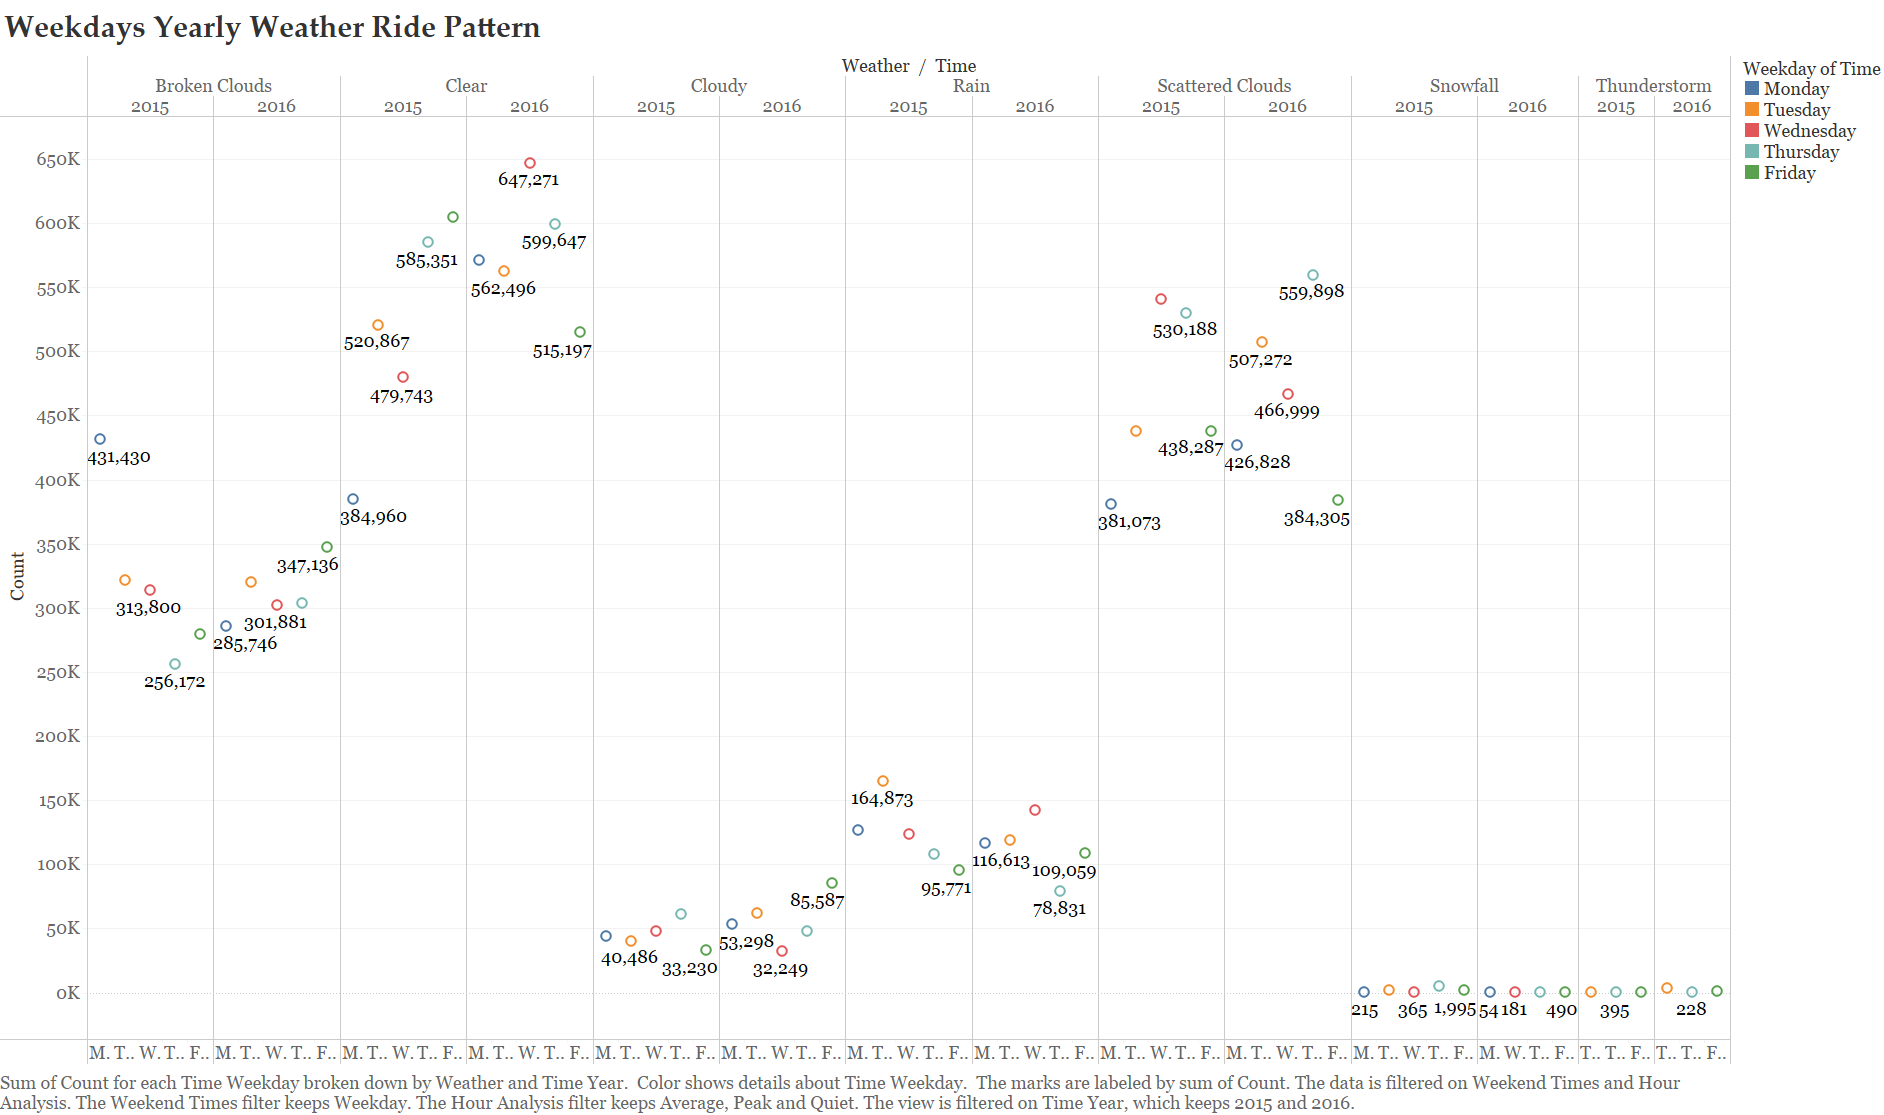 Weekdays Yearly Weather Ride Pattern
Weather / Time
Broken Clouds Clear Cloudy Rain Scattered Clouds Snowfall Thunderstorm
2015 2016 2015 2016 2015 2016 2015 2016 2015 2016 2015 2016 2015 2016
Weekday of Time
Monday
Tuesday
Wednesday
Thursday
Friday
Count
650K
600K
550K
500K
450K
400K
350K
300K
250K
200K
150K
100K
50K
0K
431,430
313,800
256,172
285,746
301,881
347,136
384,960
520,867
479,743
585,351
562,496
647,271
599,647
515,197
40,486
33,230
53,298
32,249
85,587
164,873
95,771
116,613
78,831
109,059
381,073
530,188
438,287
426,828
507,272
466,999
559,898
384,305
215
365
1,995
54
181
490
395
228
M. T.. W. T.. F.. M. T.. W. T.. F.. M. T.. W. T.. F.. M. T.. W. T.. F.. M. T.. W. T.. F.. M. T.. W. T.. F.. M. T.. W. T.. F.. M. T.. W. T.. F.. M. T.. W. T.. F.. M. T.. W. T.. F.. M. T.. W. T.. F.. M. W. T.. F.. T.. T.. F.. T.. T.. F..
Sum of Count for each Time Weekday broken down by Weather and Time Year. Color shows details about Time Weekday. The marks are labeled by sum of Count. The data is filtered on Weekend Times and Hour
Analysis. The Weekend Times filter keeps Weekday. The Hour Analysis filter keeps Average, Peak and Quiet. The view is filtered on Time Year, which keeps 2015 and 2016.